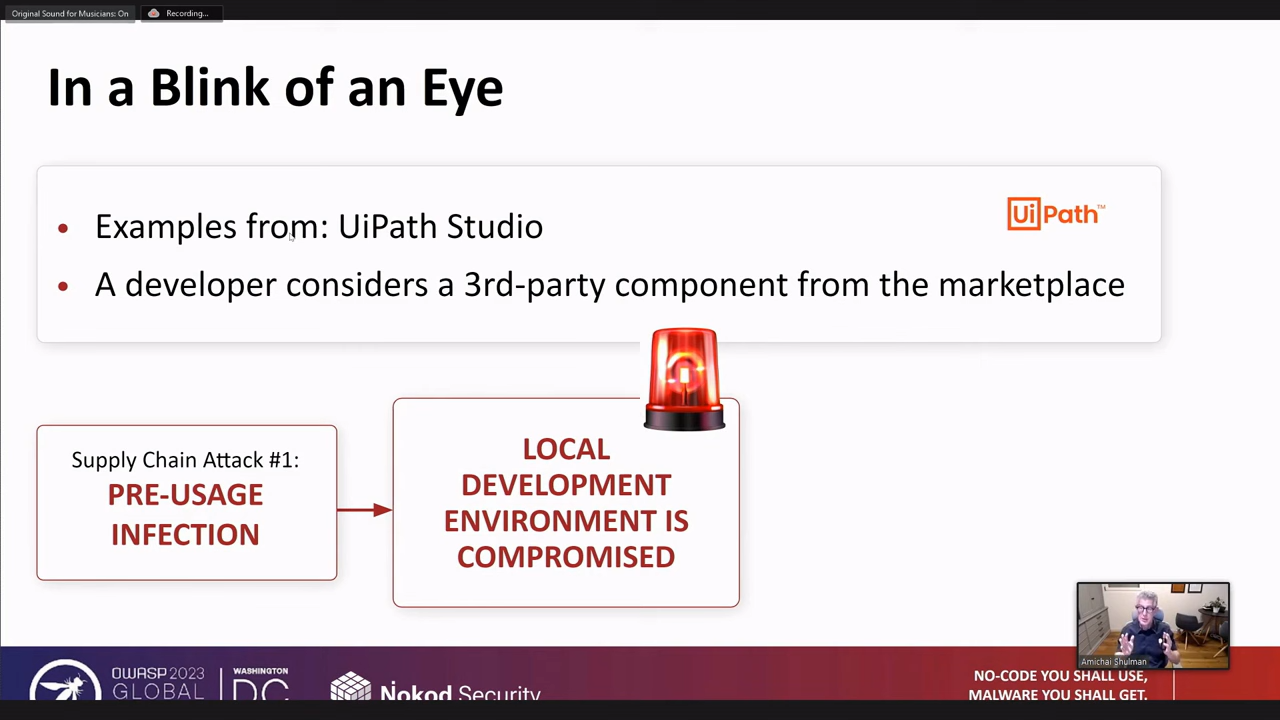 Original Sound for Musicians: On
Recording...
In a Blink of an Eye
• Examples from: UiPath Studio
UiPath™
• A developer considers a 3rd-party component from the marketplace
Supply Chain Attack #1:
PRE-USAGE
INFECTION
LOCAL
DEVELOPMENT
ENVIRONMENT IS
COMPROMISED
Amichai Shulman
OWASP 2023
GLOBAL
WASHINGTON
DC
Nokod Security
NO-CODE YOU SHALL USE,
MALWARE YOU SHALL GET.